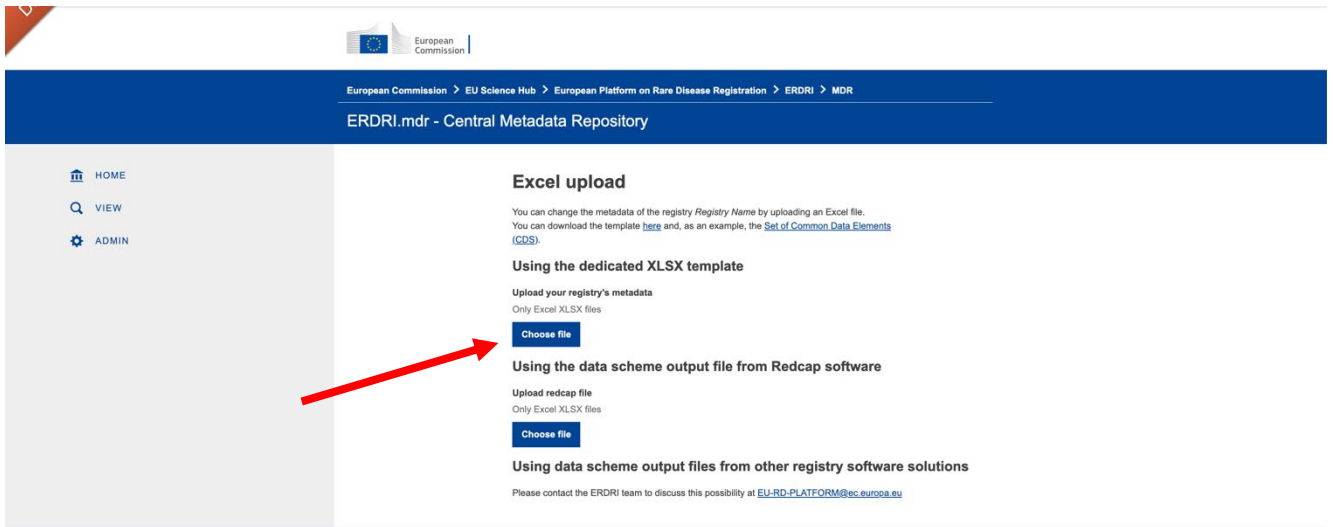 European
Commission
European Commission > EU Science Hub > European Platform on Rare Disease Registration > ERDRI > MDR
ERDRI.mdr - Central Metadata Repository
HOME
VIEW
ADMIN
Excel upload
You can change the metadata of the registry Registry Name by uploading an Excel file.
You can download the template here and, as an example, the Set of Common Data Elements
(CDS).
Using the dedicated XLSX template
Upload your registry's metadata
Only Excel XLSX files
Choose file
Using the data scheme output file from Redcap software
Upload redcap file
Only Excel XLSX files
Choose file
Using data scheme output files from other registry software solutions
Please contact the ERDRI team to discuss this possibility at EU-RD-PLATFORM@ec.europa.eu